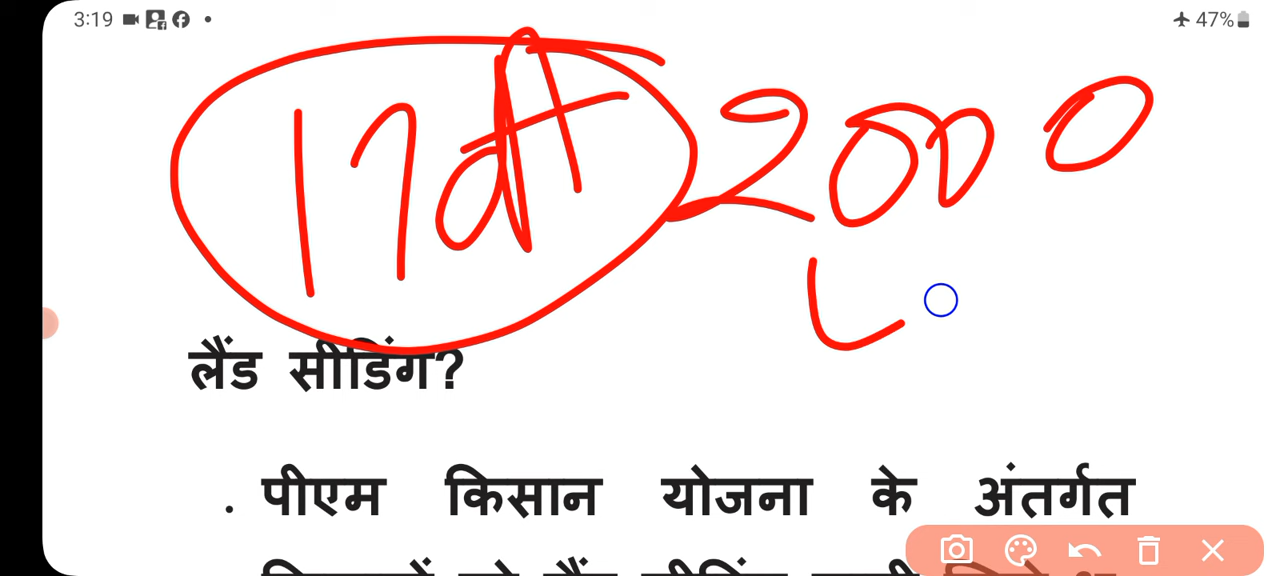 3:19 47%
17वीं 2000
लैंड सीडिंग?
. पीएम किसान योजना के अंतर्गत